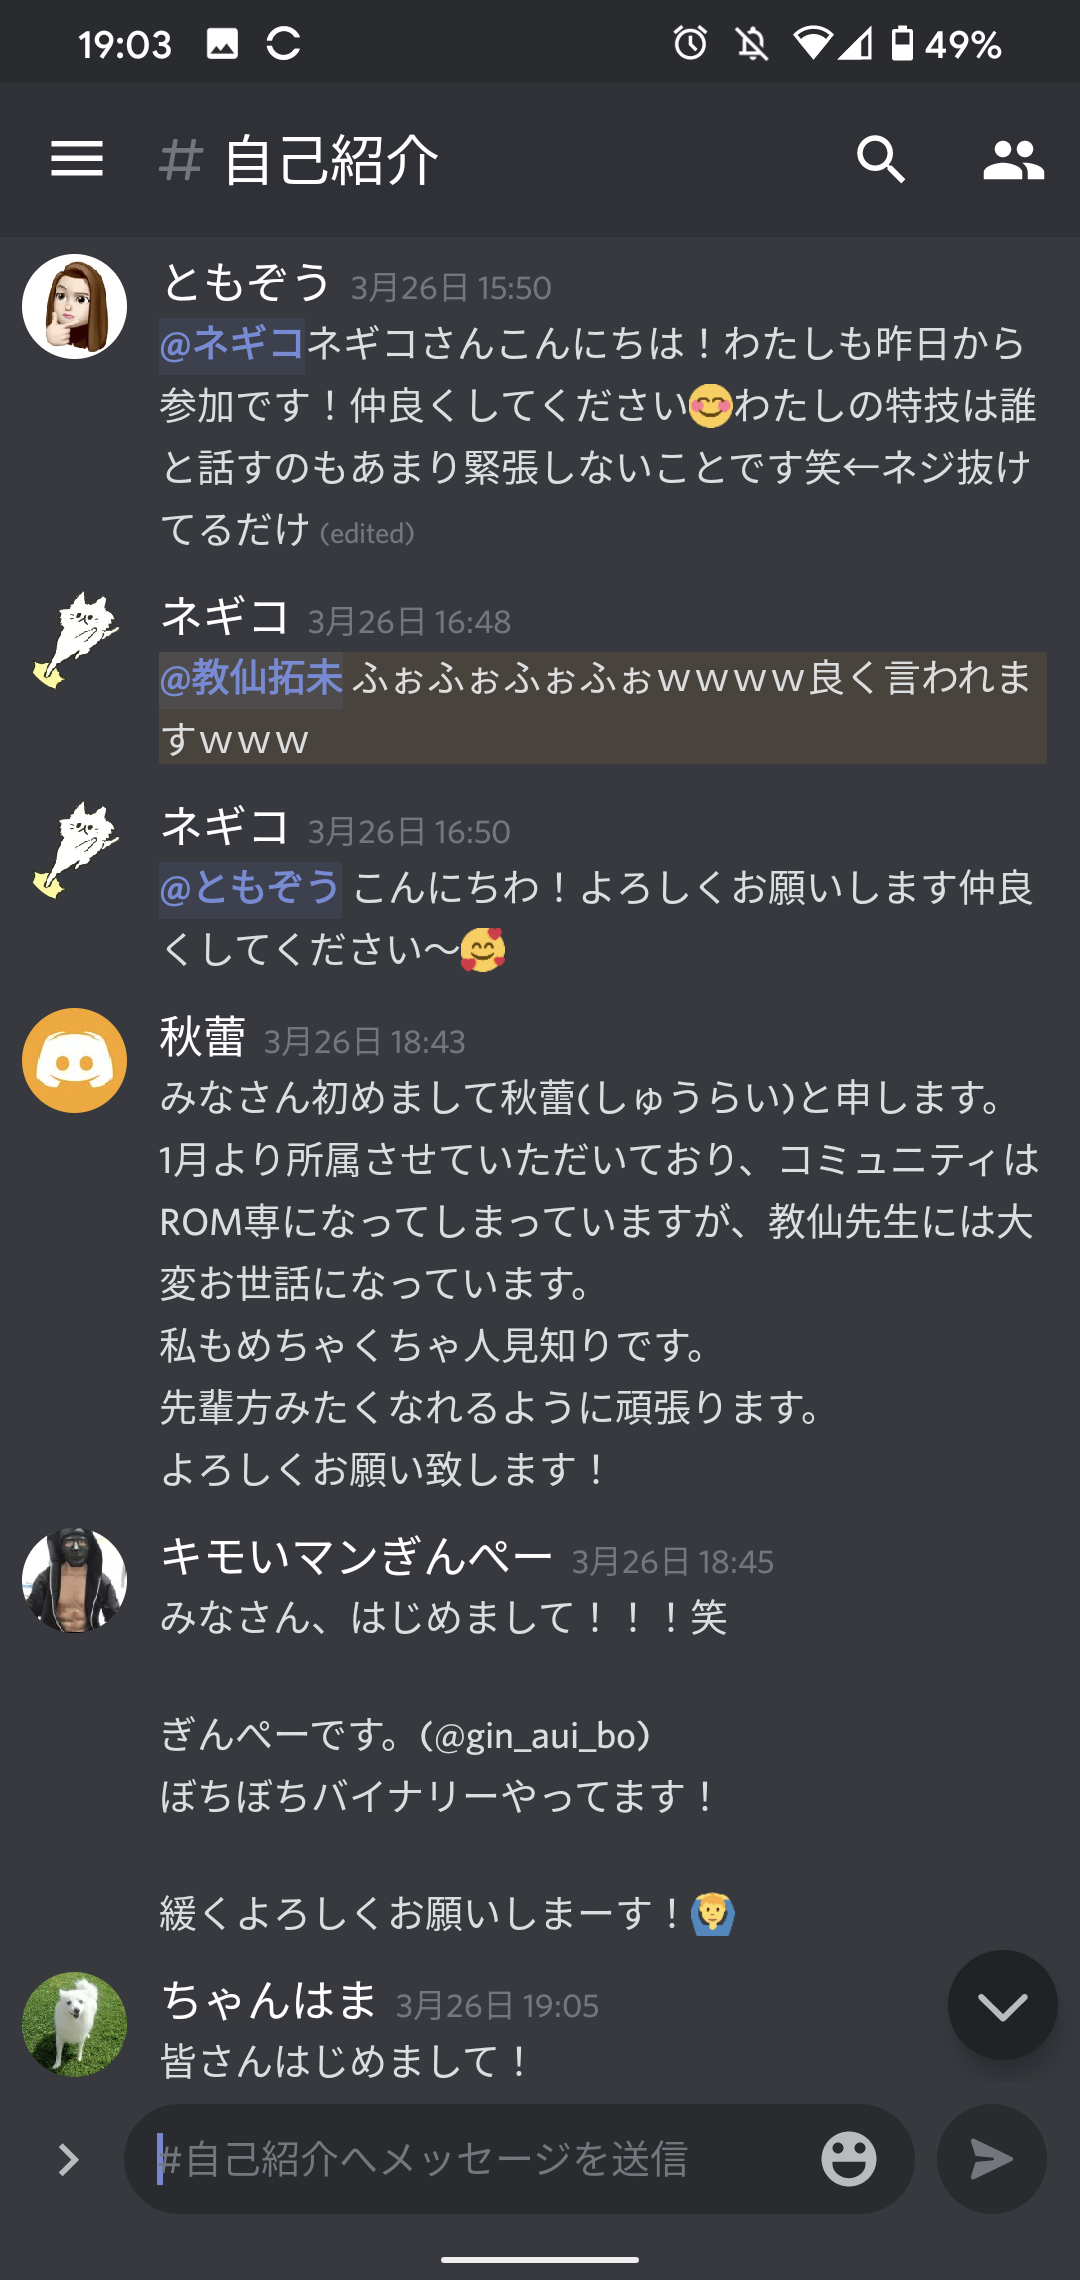 19:03
49%
# 自己紹介
ともぞう 3月26日 15:50
@ネギコネギコさんこんにちは！わたしも昨日から
参加です！仲良くしてください😊わたしの特技は誰
と話すのもあまり緊張しないことです笑←ネジ抜け
てるだけ (edited)
ネギコ 3月26日 16:48
@教仙拓未 ふぉふぉふぉふぉｗｗｗｗ良く言われま
すｗｗｗ
ネギコ 3月26日 16:50
@ともぞう こんにちわ！よろしくお願いします仲良
くしてください〜🥰
秋蕾 3月26日 18:43
みなさん初めまして秋蕾(しゅうらい)と申します。
1月より所属させていただいており、コミュニティは
ROM専になってしまっていますが、教仙先生には大
変お世話になっています。
私もめちゃくちゃ人見知りです。
先輩方みたくなれるように頑張ります。
よろしくお願い致します！
キモいマンぎんぺー 3月26日 18:45
みなさん、はじめまして！！！笑
ぎんぺーです。(@gin_aui_bo)
ぼちぼちバイナリーやってます！
緩くよろしくお願いしまーす！🙆‍♂️
ちゃんはま 3月26日 19:05
皆さんはじめまして！
#自己紹介へメッセージを送信